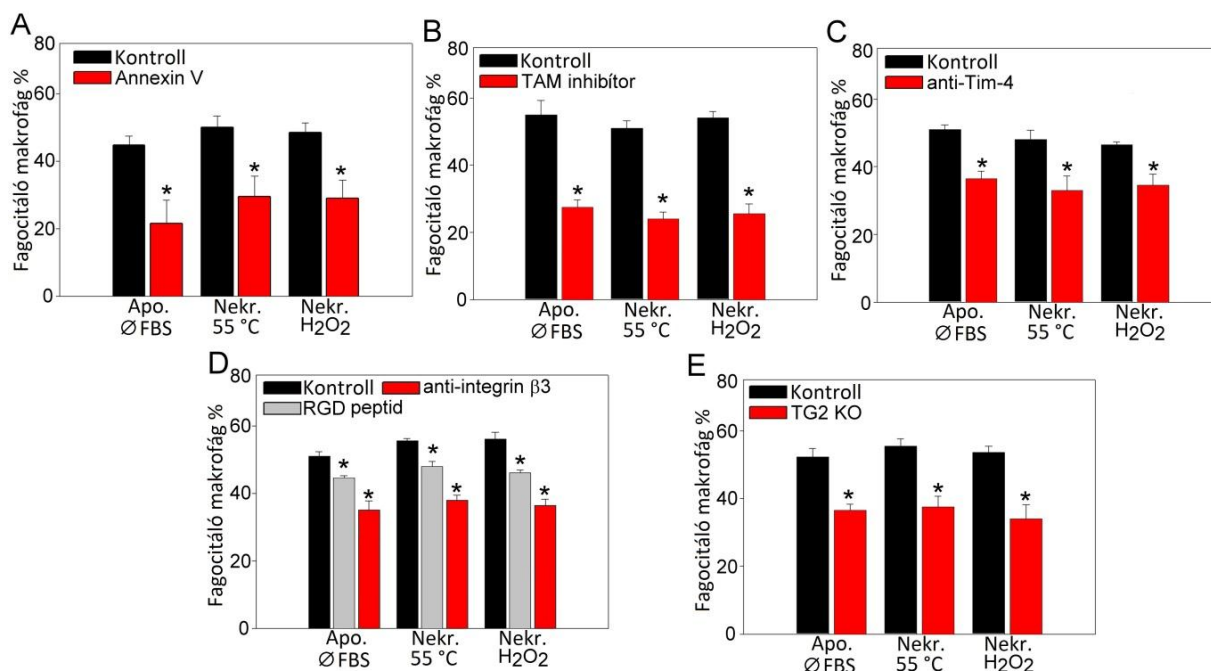 A
80
60
40
20
0
Fagocitáló makrofág %
Kontroll
Annexin V
*
*
*
Apo.
∅ FBS
Nekr.
55 °C
Nekr.
H2O2
B
80
60
40
20
0
Fagocitáló makrofág %
Kontroll
TAM inhibítor
*
*
*
Apo.
∅ FBS
Nekr.
55 °C
Nekr.
H2O2
C
80
60
40
20
0
Fagocitáló makrofág %
Kontroll
anti-Tim-4
*
*
*
Apo.
∅ FBS
Nekr.
55 °C
Nekr.
H2O2
D
80
60
40
20
0
Fagocitáló makrofág %
Kontroll anti-integrin β3
RGD peptid
*
*
*
*
*
*
Apo.
∅ FBS
Nekr.
55 °C
Nekr.
H2O2
E
80
60
40
20
0
Fagocitáló makrofág %
Kontroll
TG2 KO
*
*
*
Apo.
∅ FBS
Nekr.
55 °C
Nekr.
H2O2